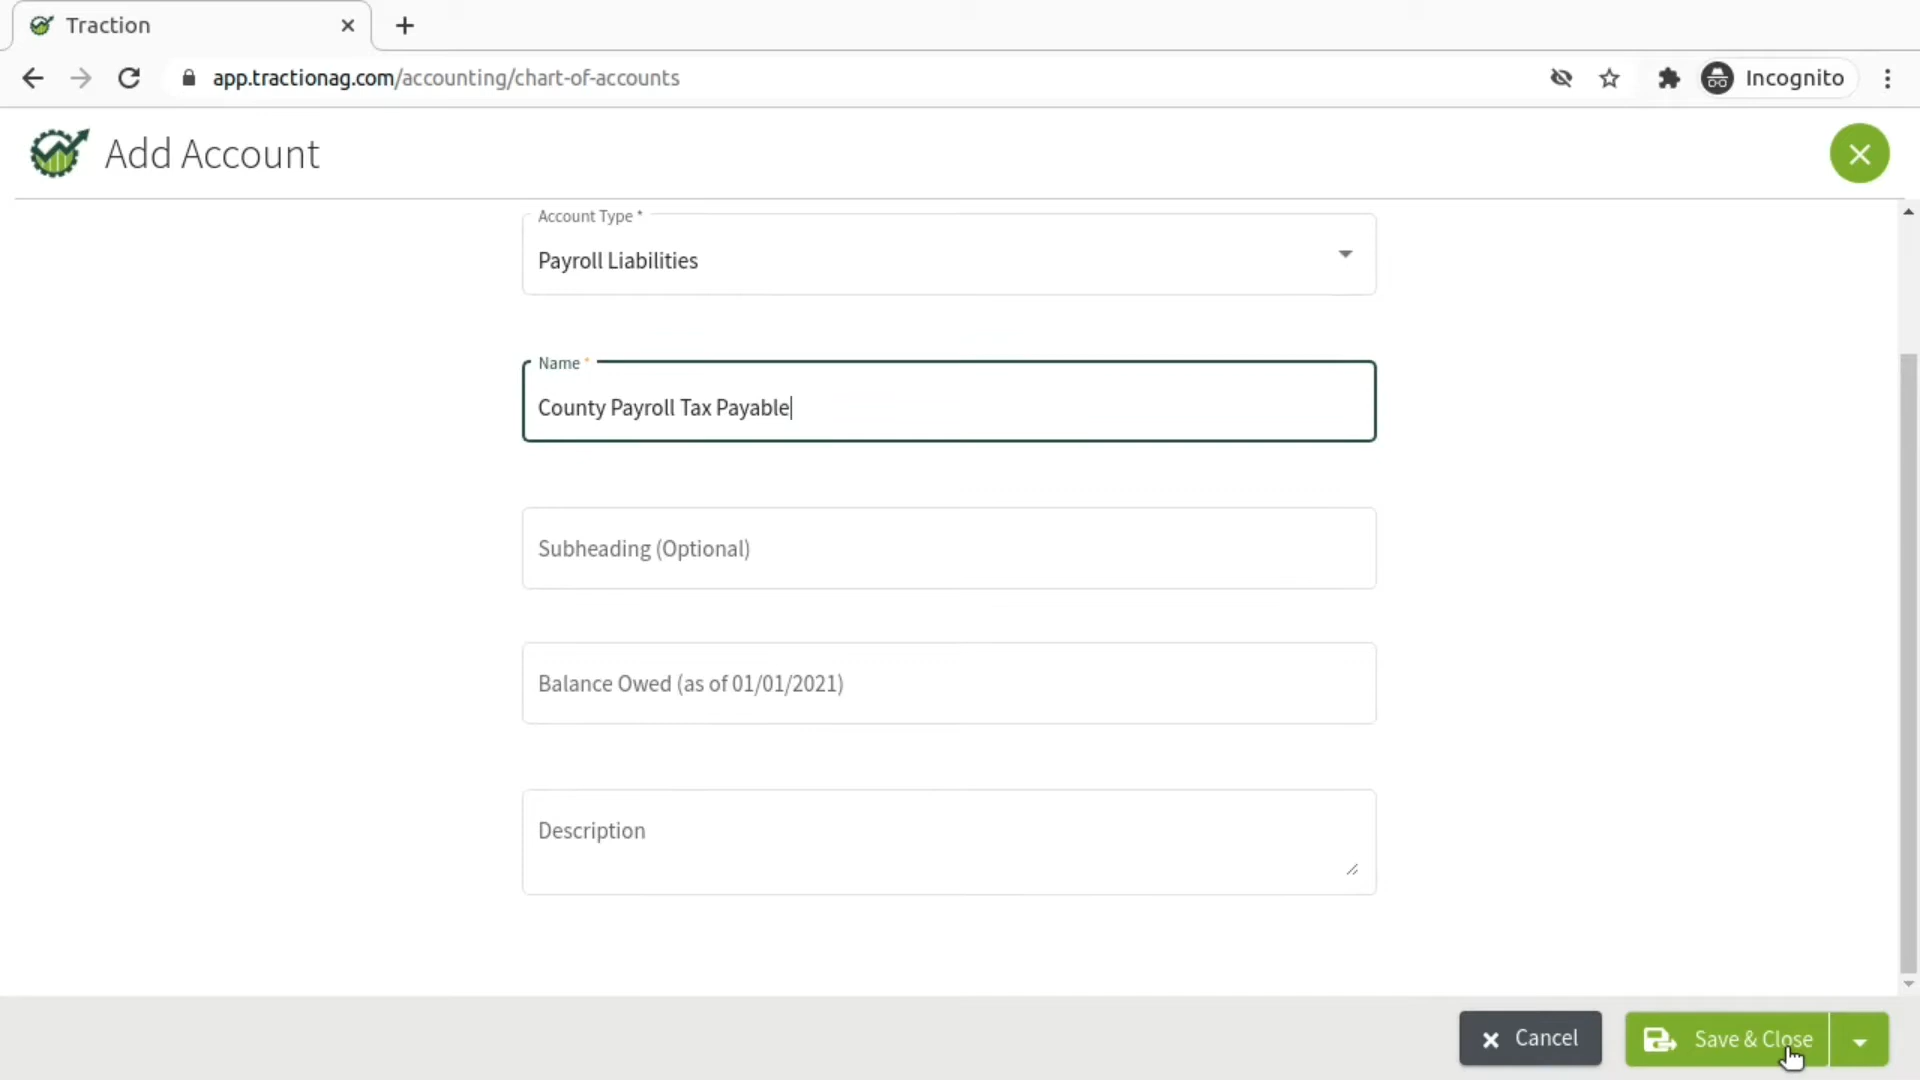 Traction
app.tractionag.com/accounting/chart-of-accounts
Incognito
Add Account
Account Type *
Payroll Liabilities
Name *
County Payroll Tax Payable
Subheading (Optional)
Balance Owed (as of 01/01/2021)
Description
Cancel
Save & Close